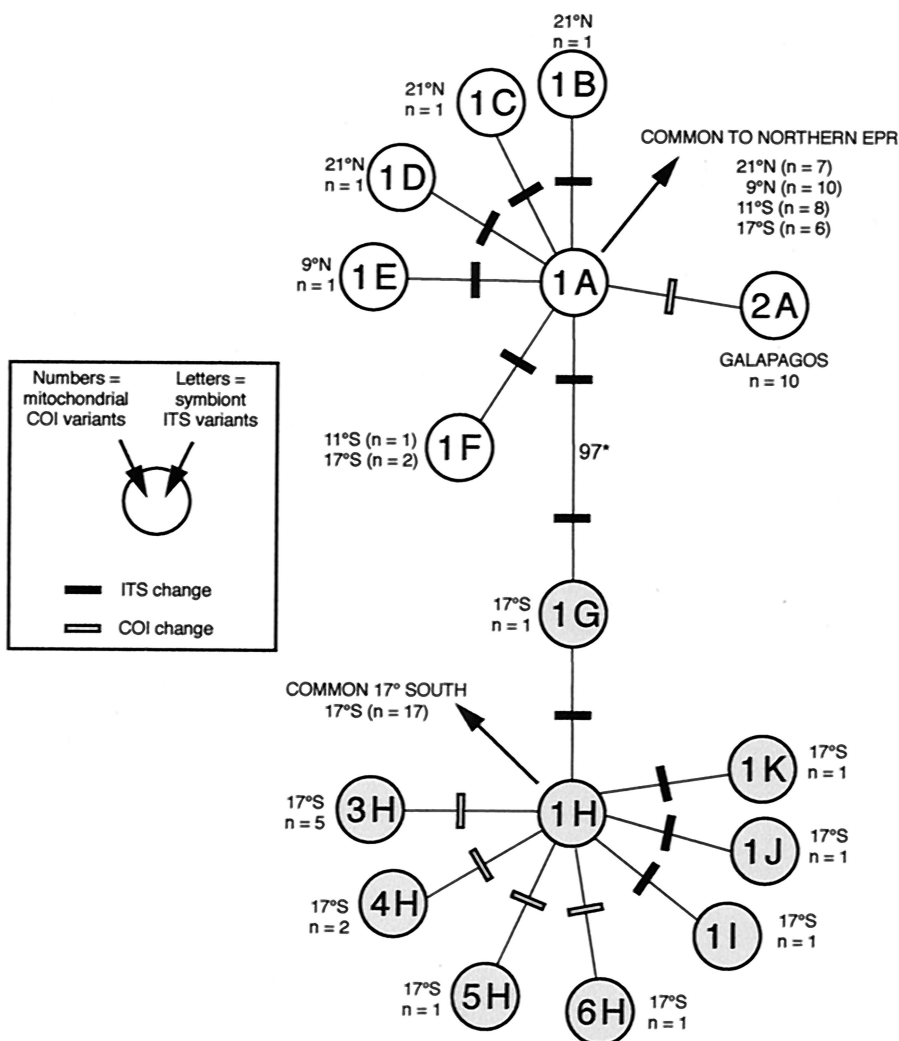 21°N
n = 1
1B
21°N
n = 1
1C
21°N
n = 1
1D
9°N
n = 1
1E
COMMON TO NORTHERN EPR
21°N (n = 7)
9°N (n = 10)
11°S (n = 8)
17°S (n = 6)
1A
2A
GALAPAGOS
n = 10
11°S (n = 1)
17°S (n = 2)
1F
97*
Numbers =
mitochondrial
COI variants
Letters =
symbiont
ITS variants
ITS change
COI change
17°S
n = 1
1G
COMMON 17° SOUTH
17°S (n = 17)
1H
17°S
n = 5
3H
17°S
n = 2
4H
17°S
n = 1
5H
6H
17°S
n = 1
1I
17°S
n = 1
1J
17°S
n = 1
1K
17°S
n = 1